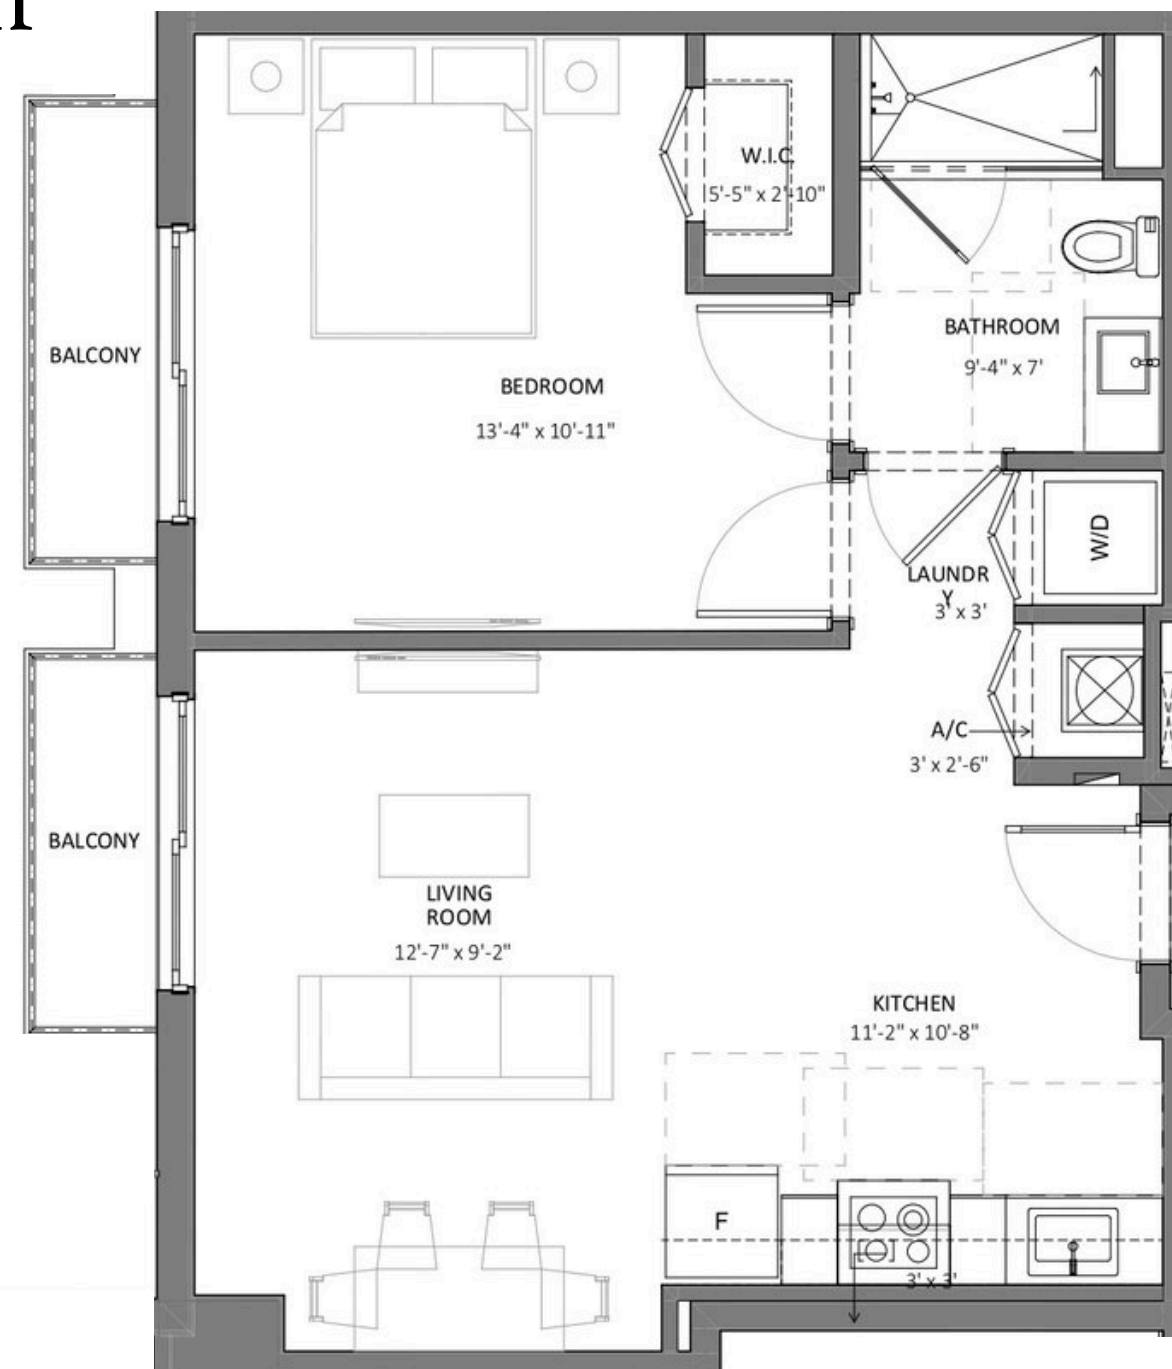 W.I.C.
5'-5" x 2'-10"
BATHROOM
9'-4" x 7'
BALCONY
BEDROOM
13'-4" x 10'-11"
W/D
LAUNDR
Y
3' x 3'
A/C
3' x 2'-6"
BALCONY
LIVING
ROOM
12'-7" x 9'-2"
KITCHEN
11'-2" x 10'-8"
F
3' x 3'